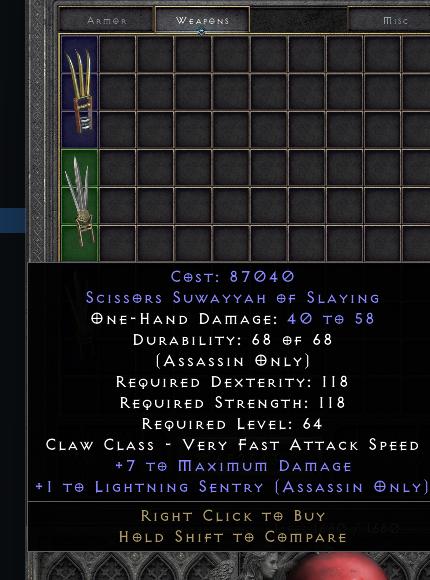 Armor Weapons Misc
Cost: 87040
Scissors Suwayyah of Slaying
One-Hand Damage: 40 to 58
Durability: 68 of 68
(Assassin Only)
Required Dexterity: 118
Required Strength: 118
Required Level: 64
Claw Class - Very Fast Attack Speed
+7 to Maximum Damage
+1 to Lightning Sentry (Assassin Only)
Right Click to Buy
Hold Shift to Compare